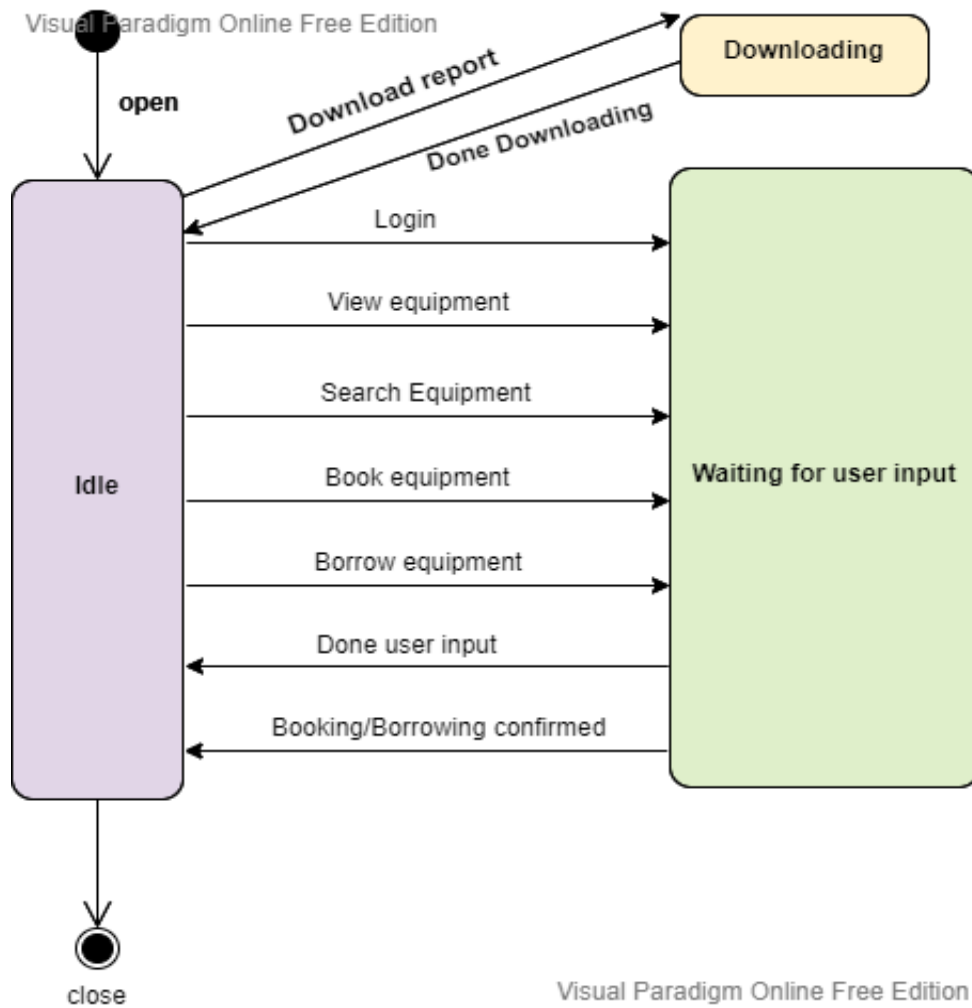 Visual Paradigm Online Free Edition
Downloading
open
Download report
Done Downloading
Login
View equipment
Search Equipment
Idle
Waiting for user input
Book equipment
Borrow equipment
Done user input
Booking/Borrowing confirmed
close
Visual Paradigm Online Free Edition